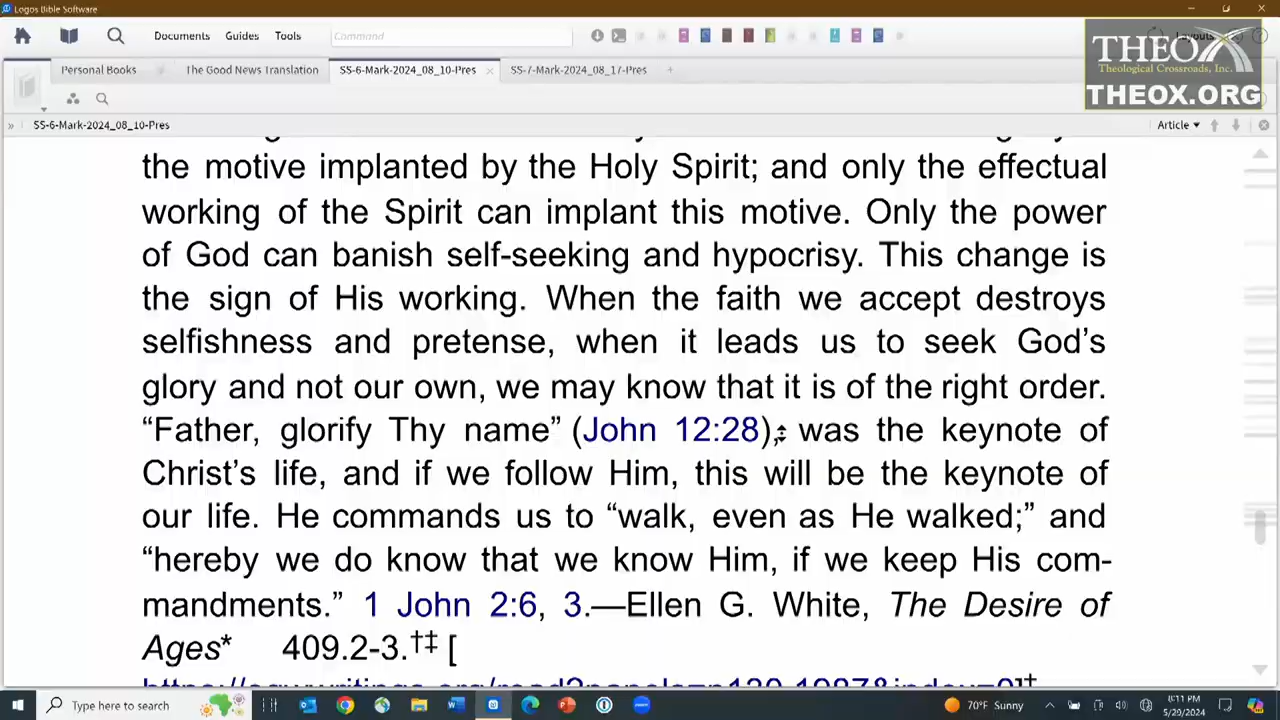 Logos Bible Software
Documents Guides Tools Command Layouts
THEOX
Theological Crossroads, Inc.
THEOX.ORG
Personal Books The Good News Translation SS-6-Mark-2024_08_10-Pres SS-7-Mark-2024_08_17-Pres
SS-6-Mark-2024_08_10-Pres Article
the motive implanted by the Holy Spirit; and only the effectual
working of the Spirit can implant this motive. Only the power
of God can banish self-seeking and hypocrisy. This change is
the sign of His working. When the faith we accept destroys
selfishness and pretense, when it leads us to seek God’s
glory and not our own, we may know that it is of the right order.
“Father, glorify Thy name” (John 12:28), was the keynote of
Christ’s life, and if we follow Him, this will be the keynote of
our life. He commands us to “walk, even as He walked;” and
“hereby we do know that we know Him, if we keep His com-
mandments.” 1 John 2:6, 3.—Ellen G. White, The Desire of
Ages* 409.2-3.†‡ [
Type here to search
70°F Sunny
8:11 PM
5/29/2024